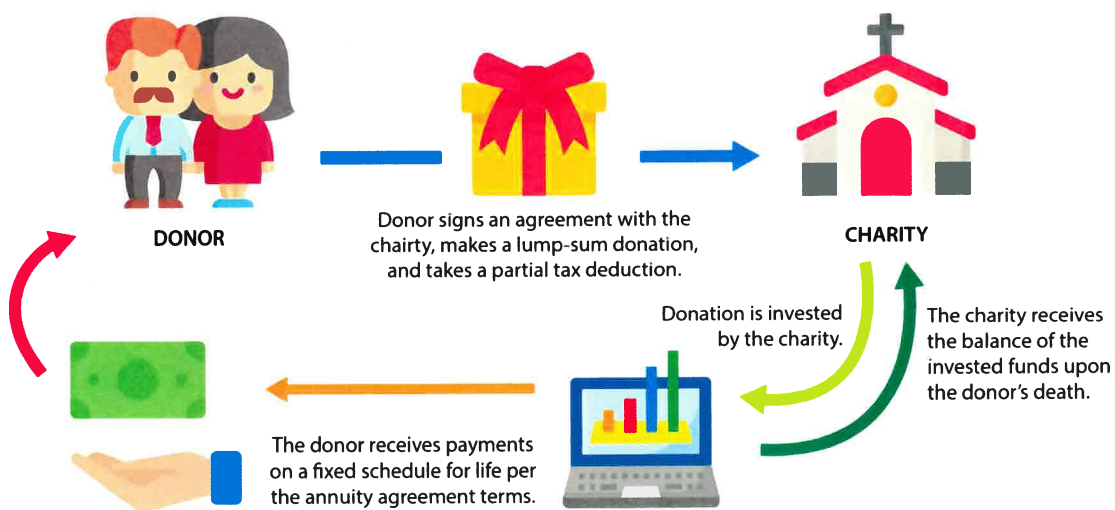 DONOR
Donor signs an agreement with the
chairty, makes a lump-sum donation,
and takes a partial tax deduction.
CHARITY
Donation is invested
by the charity.
The charity receives
the balance of the
invested funds upon
the donor's death.
The donor receives payments
on a fixed schedule for life per
the annuity agreement terms.